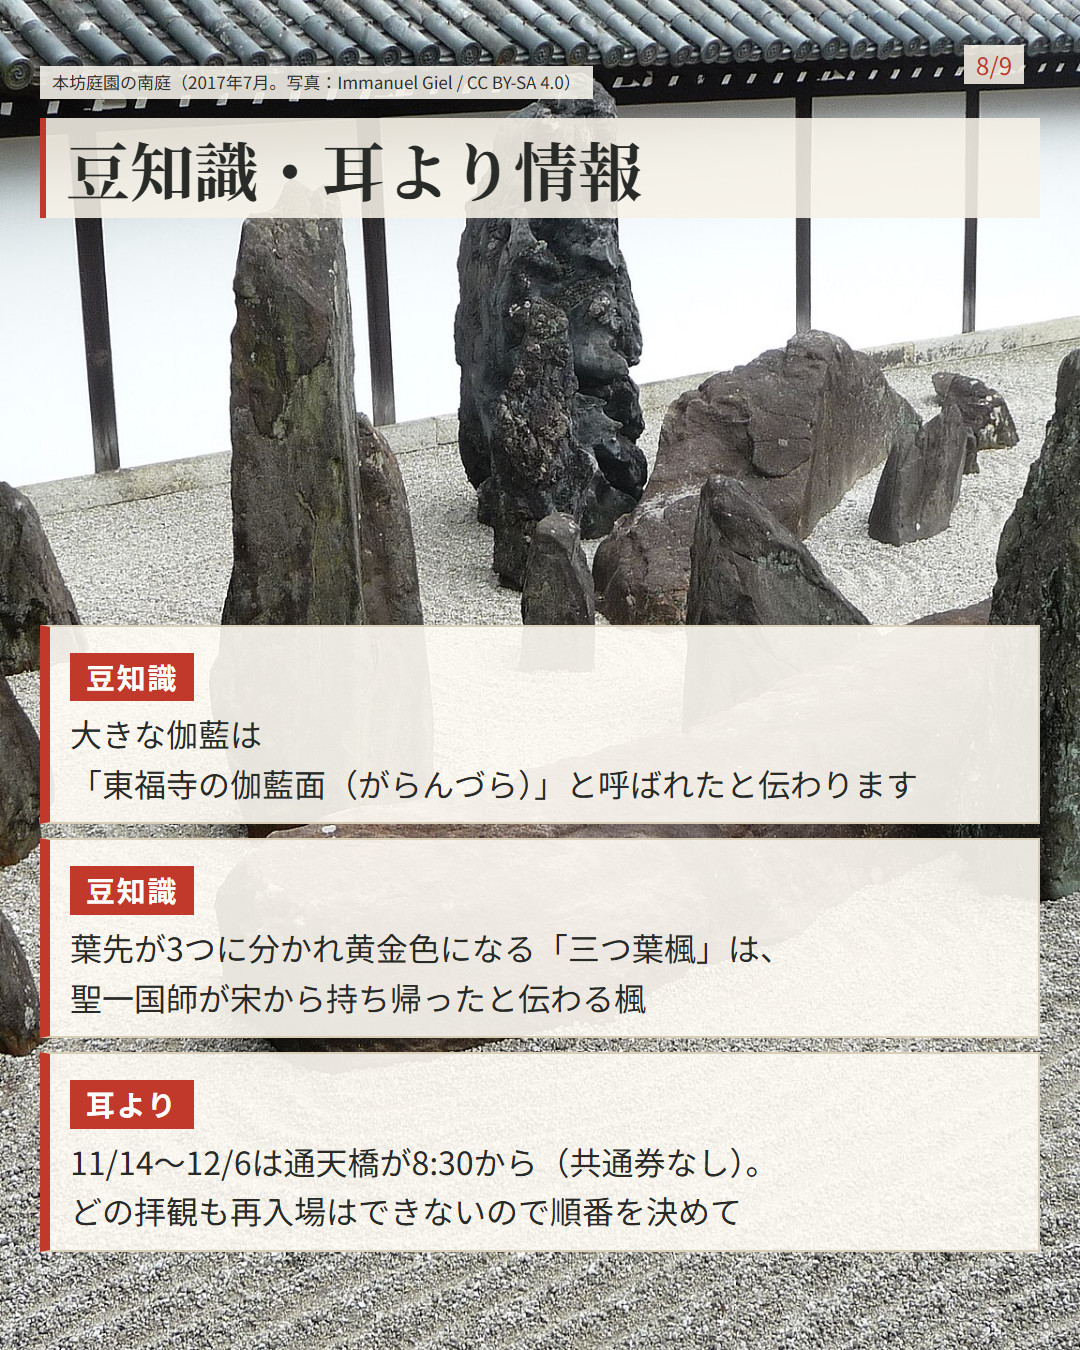 本坊庭園の南庭（2017年7月。写真：Immanuel Giel / CC BY-SA 4.0）
8/9
豆知識・耳より情報
豆知識
大きな伽藍は
「東福寺の伽藍面（がらんづら）」と呼ばれたと伝わります
豆知識
葉先が3つに分かれ黄金色になる「三つ葉楓」は、
聖一国師が宋から持ち帰ったと伝わる楓
耳より
11/14〜12/6は通天橋が8:30から（共通券なし）。
どの拝観も再入場はできないので順番を決めて